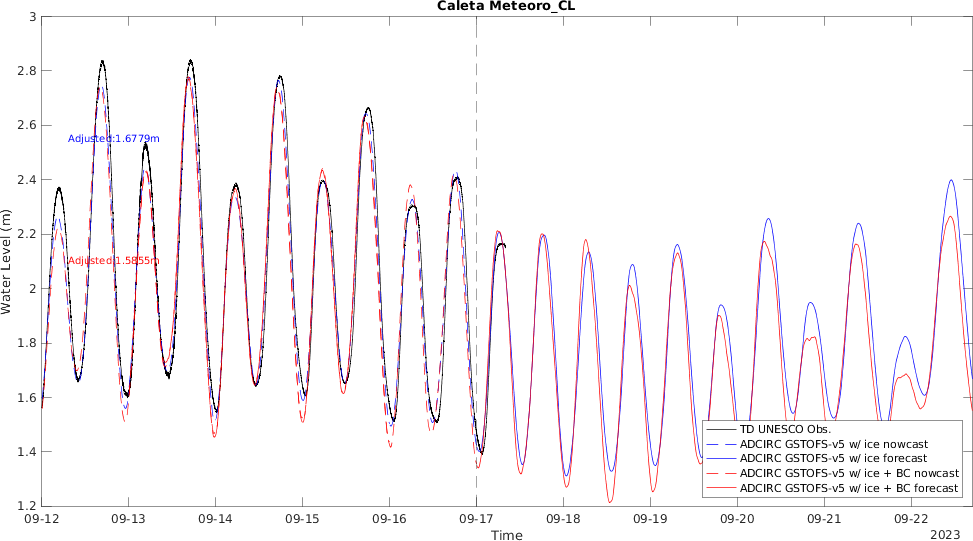 Caleta Meteoro_CL
3
2.8
2.6
2.4
2.2
2
1.8
1.6
1.4
1.2
Water Level (m)
Adjusted:1.6779m
Adjusted:1.5855m
TD UNESCO Obs.
ADCIRC GSTOFS-v5 w/ ice nowcast
ADCIRC GSTOFS-v5 w/ ice forecast
ADCIRC GSTOFS-v5 w/ ice + BC nowcast
ADCIRC GSTOFS-v5 w/ ice + BC forecast
09-12 09-13 09-14 09-15 09-16 09-17 09-18 09-19 09-20 09-21 09-22
Time
2023